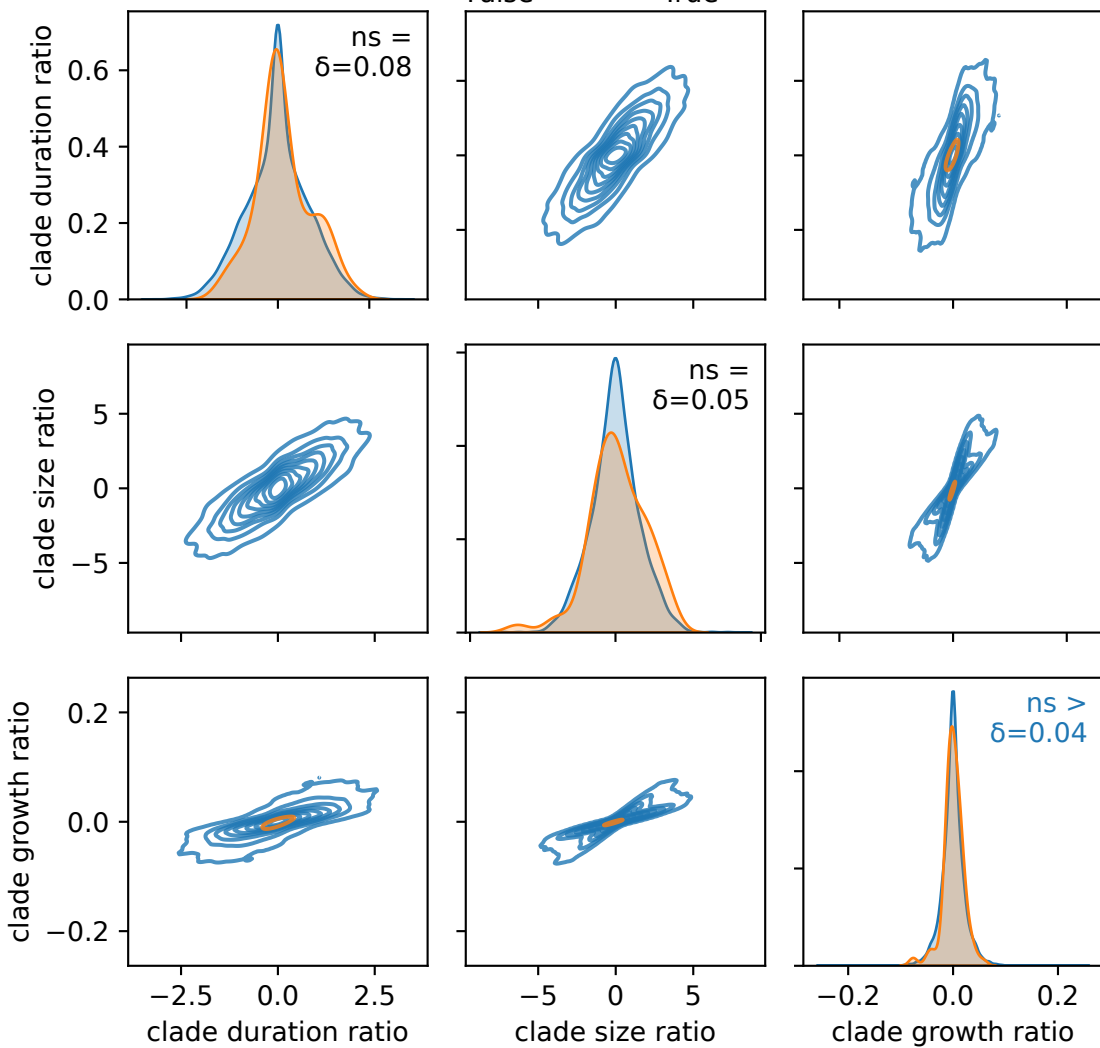 clade duration ratio
0.6
0.4
0.2
0.0
ns =
δ=0.08
clade size ratio
5
0
−5
ns =
δ=0.05
clade growth ratio
0.2
0.0
−0.2
ns >
δ=0.04
−2.5 0.0 2.5
−5 0 5
−0.2 0.0 0.2
clade duration ratio
clade size ratio
clade growth ratio